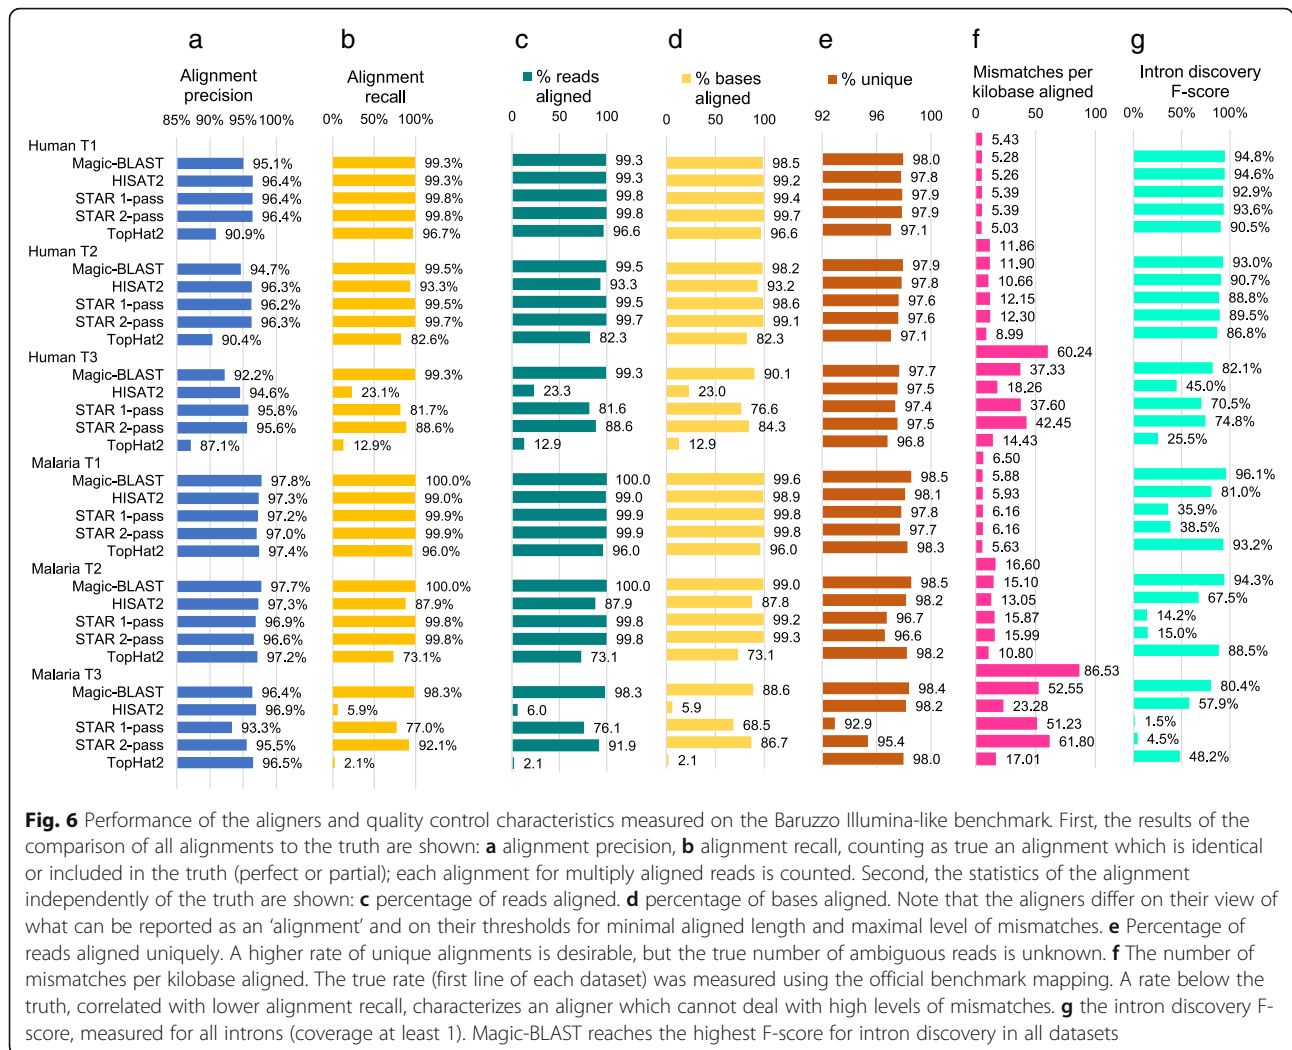 a b c d e f g
Alignment precision Alignment recall % reads aligned % bases aligned % unique Mismatches per kilobase aligned Intron discovery F-score
85% 90% 95% 100% 0% 50% 100% 0 50 100 0 50 100 92 96 100 0 50 100 0% 50% 100%
Human T1 5.43
Magic-BLAST 95.1% 99.3% 99.3 98.5 98.0 5.28 94.8%
HISAT2 96.4% 99.3% 99.3 99.2 97.8 5.26 94.6%
STAR 1-pass 96.4% 99.8% 99.8 99.4 97.9 5.39 92.9%
STAR 2-pass 96.4% 99.8% 99.8 99.7 97.9 5.39 93.6%
TopHat2 90.9% 96.7% 96.6 96.6 97.1 5.03 90.5%
Human T2 11.86
Magic-BLAST 94.7% 99.5% 99.5 98.2 97.9 11.90 93.0%
HISAT2 96.3% 93.3% 93.3 93.2 97.8 10.66 90.7%
STAR 1-pass 96.2% 99.5% 99.5 98.6 97.6 12.15 88.8%
STAR 2-pass 96.3% 99.7% 99.7 99.1 97.6 12.30 89.5%
TopHat2 90.4% 82.6% 82.3 82.3 97.1 8.99 86.8%
Human T3 60.24
Magic-BLAST 92.2% 99.3% 99.3 90.1 97.7 37.33 82.1%
HISAT2 94.6% 23.1% 23.3 23.0 97.5 18.26 45.0%
STAR 1-pass 95.8% 81.7% 81.6 76.6 97.4 37.60 70.5%
STAR 2-pass 95.6% 88.6% 88.6 84.3 97.5 42.45 74.8%
TopHat2 87.1% 12.9% 12.9 12.9 96.8 14.43 25.5%
Malaria T1 6.50
Magic-BLAST 97.8% 100.0% 100.0 99.6 98.5 5.88 96.1%
HISAT2 97.3% 99.0% 99.0 98.9 98.1 5.93 81.0%
STAR 1-pass 97.2% 99.9% 99.9 99.8 97.8 6.16 35.9%
STAR 2-pass 97.0% 99.9% 99.9 99.8 97.7 6.16 38.5%
TopHat2 97.4% 96.0% 96.0 96.0 98.3 5.63 93.2%
Malaria T2 16.60
Magic-BLAST 97.7% 100.0% 100.0 99.0 98.5 15.10 94.3%
HISAT2 97.3% 87.9% 87.9 87.8 98.2 13.05 67.5%
STAR 1-pass 96.9% 99.8% 99.8 99.2 96.7 15.87 14.2%
STAR 2-pass 96.6% 99.8% 99.8 99.3 96.6 15.99 15.0%
TopHat2 97.2% 73.1% 73.1 73.1 98.2 10.80 88.5%
Malaria T3 86.53
Magic-BLAST 96.4% 98.3% 98.3 88.6 98.4 52.55 80.4%
HISAT2 96.9% 5.9% 6.0 5.9 98.2 23.28 57.9%
STAR 1-pass 93.3% 77.0% 76.1 68.5 92.9 51.23 1.5%
STAR 2-pass 95.5% 92.1% 91.9 86.7 95.4 61.80 4.5%
TopHat2 96.5% 2.1% 2.1 2.1 98.0 17.01 48.2%
Fig. 6 Performance of the aligners and quality control characteristics measured on the Baruzzo Illumina-like benchmark. First, the results of the
comparison of all alignments to the truth are shown: a alignment precision, b alignment recall, counting as true an alignment which is identical
or included in the truth (perfect or partial); each alignment for multiply aligned reads is counted. Second, the statistics of the alignment
independently of the truth are shown: c percentage of reads aligned. d percentage of bases aligned. Note that the aligners differ on their view of
what can be reported as an ‘alignment’ and on their thresholds for minimal aligned length and maximal level of mismatches. e Percentage of
reads aligned uniquely. A higher rate of unique alignments is desirable, but the true number of ambiguous reads is unknown. f The number of
mismatches per kilobase aligned. The true rate (first line of each dataset) was measured using the official benchmark mapping. A rate below the
truth, correlated with lower alignment recall, characterizes an aligner which cannot deal with high levels of mismatches. g the intron discovery F-
score, measured for all introns (coverage at least 1). Magic-BLAST reaches the highest F-score for intron discovery in all datasets